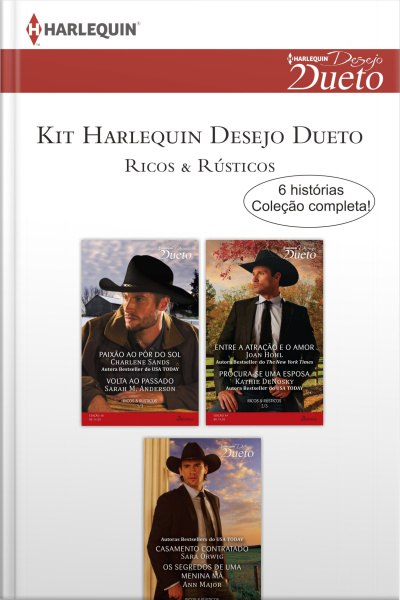 HARLEQUIN
HARLEQUIN Desejo
Dueto
KIT HARLEQUIN DESEJO DUETO
RICOS & RÚSTICOS
6 histórias
Coleção completa!
Dueto
PAIXÃO AO PÔR DO SOL
CHARLENE SANDS
Autora Bestseller do USA TODAY
VOLTA AO PASSADO
SARAH M. ANDERSON
RICOS & RÚSTICOS
1/3
Dueto
ENTRE A ATRAÇÃO E O AMOR
JOAN HOHL
Autora Bestseller do The New York Times
PROCURA-SE UMA ESPOSA
KATHIE DENOSKY
Autora Bestseller do USA TODAY
RICOS & RÚSTICOS
2/3
Dueto
Autoras Bestsellers do USA TODAY
CASAMENTO CONTRATADO
SARA ORWIG
OS SEGREDOS DE UMA
MENINA MÁ
ANN MAJOR